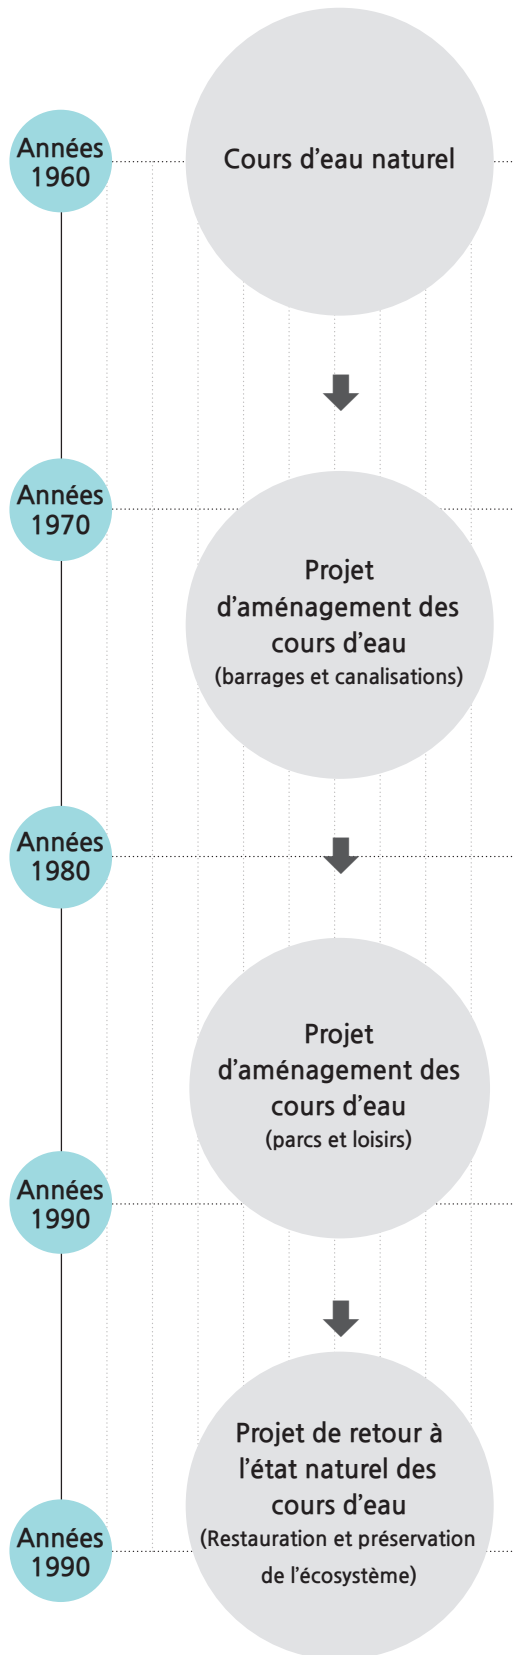 Années
1960
Cours d'eau naturel
Années
1970
Projet
d'aménagement des
cours d'eau
(barrages et canalisations)
Années
1980
Projet
d'aménagement des
cours d'eau
(parcs et loisirs)
Années
1990
Projet de retour à
l'état naturel des
cours d'eau
(Restauration et préservation
de l'écosystème)
Années
1990